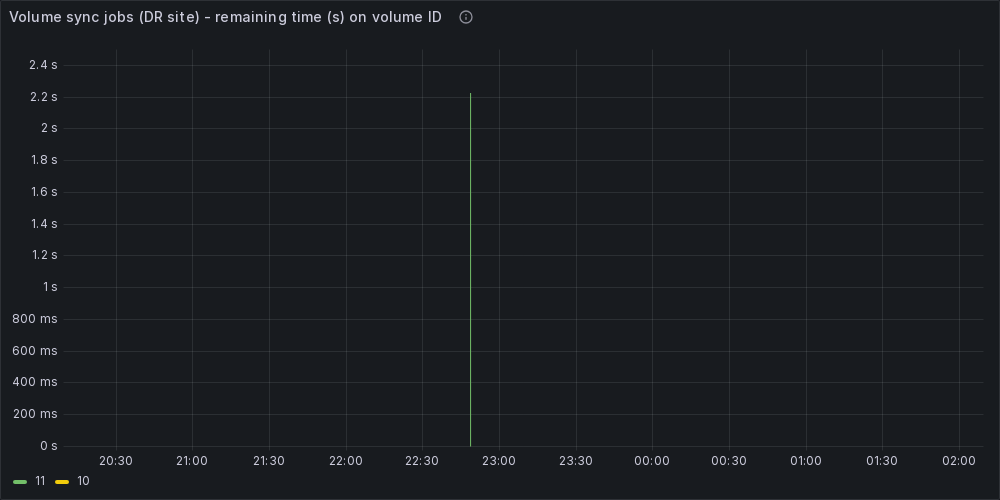 Volume sync jobs (DR site) - remaining time (s) on volume ID
2.4 s
2.2 s
2 s
1.8 s
1.6 s
1.4 s
1.2 s
1 s
800 ms
600 ms
400 ms
200 ms
0 s
20:30 21:00 21:30 22:00 22:30 23:00 23:30 00:00 00:30 01:00 01:30 02:00
11 10